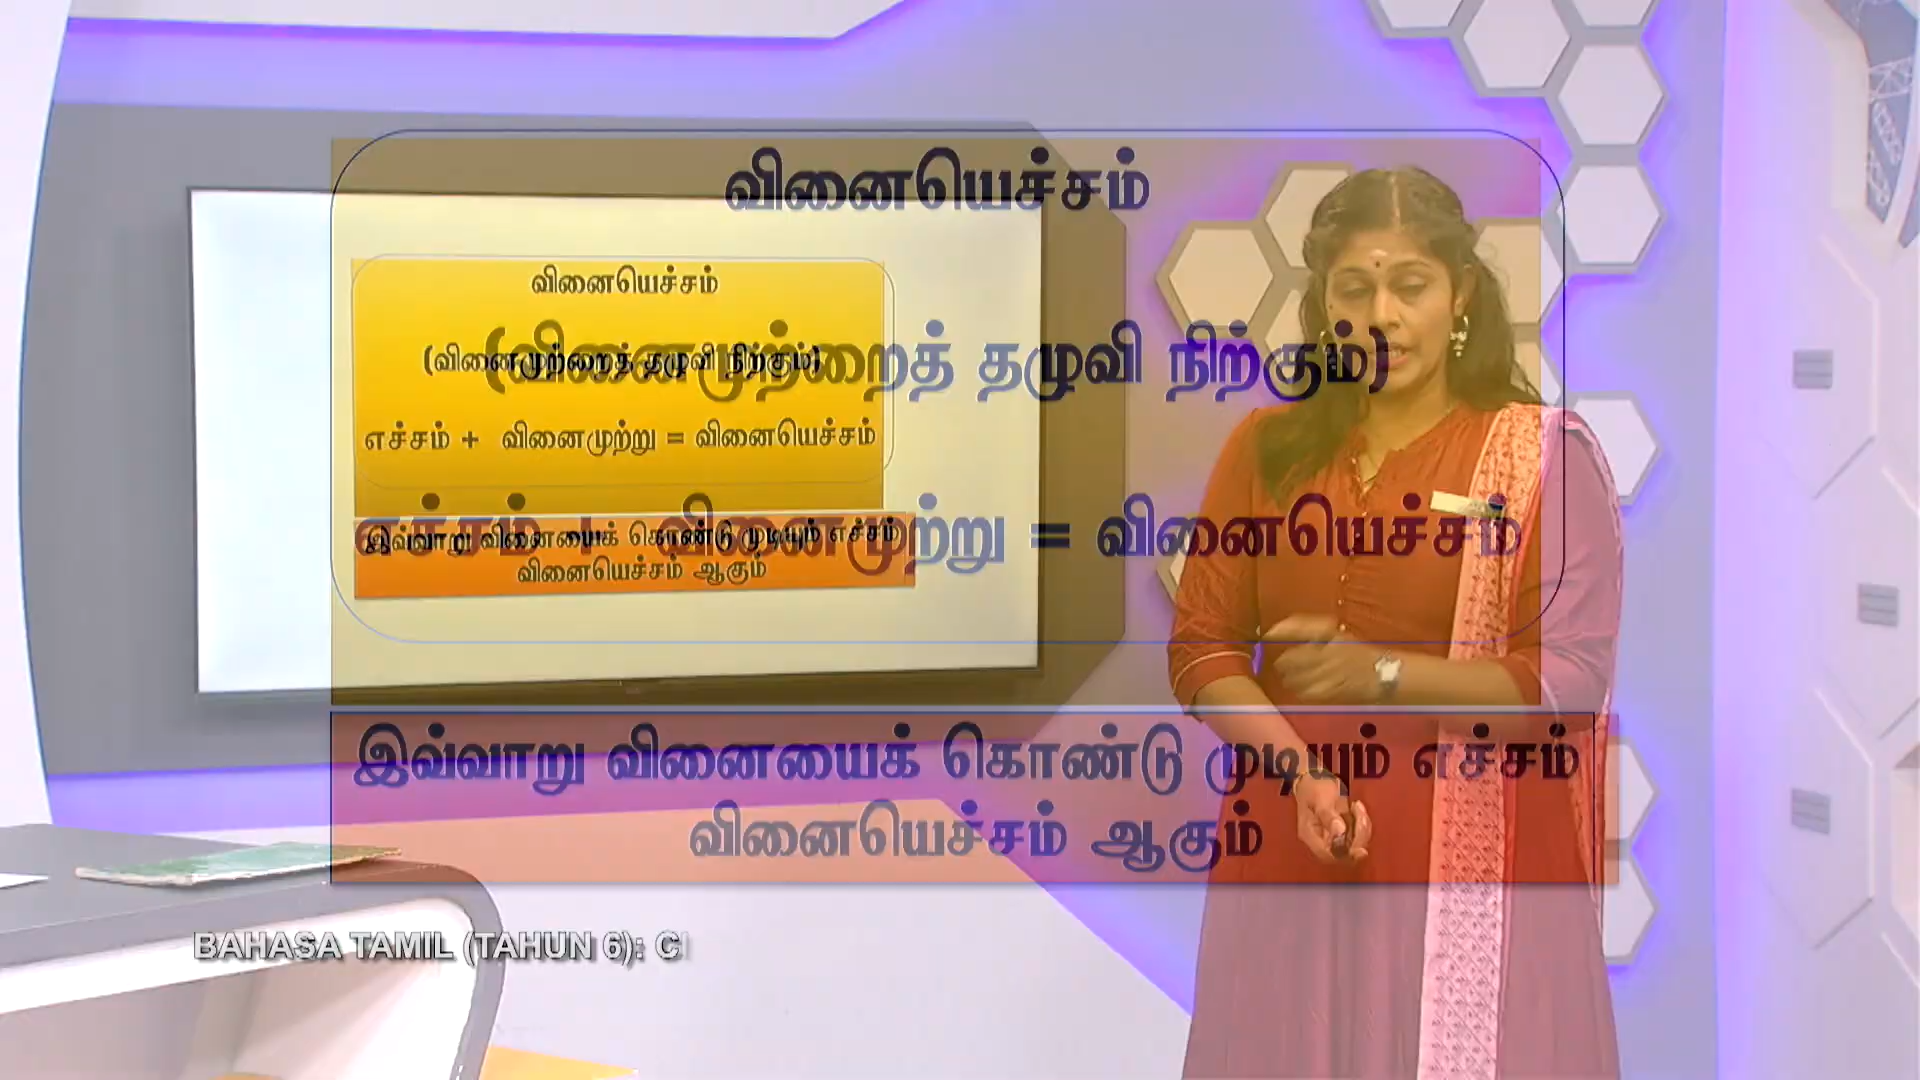 வினையெச்சம்
(வினைமுற்றைத் தழுவி நிற்கும்)
எச்சம் + வினைமுற்று = வினையெச்சம்
இவ்வாறு வினையைக் கொண்டு முடியும் எச்சம்
வினையெச்சம் ஆகும்
வினையெச்சம்
(வினைமுற்றைத் தழுவி நிற்கும்)
எச்சம் + வினைமுற்று = வினையெச்சம்
இவ்வாறு வினையைக் கொண்டு முடியும் எச்சம்
வினையெச்சம் ஆகும்
BAHASA TAMIL (TAHUN 6): C